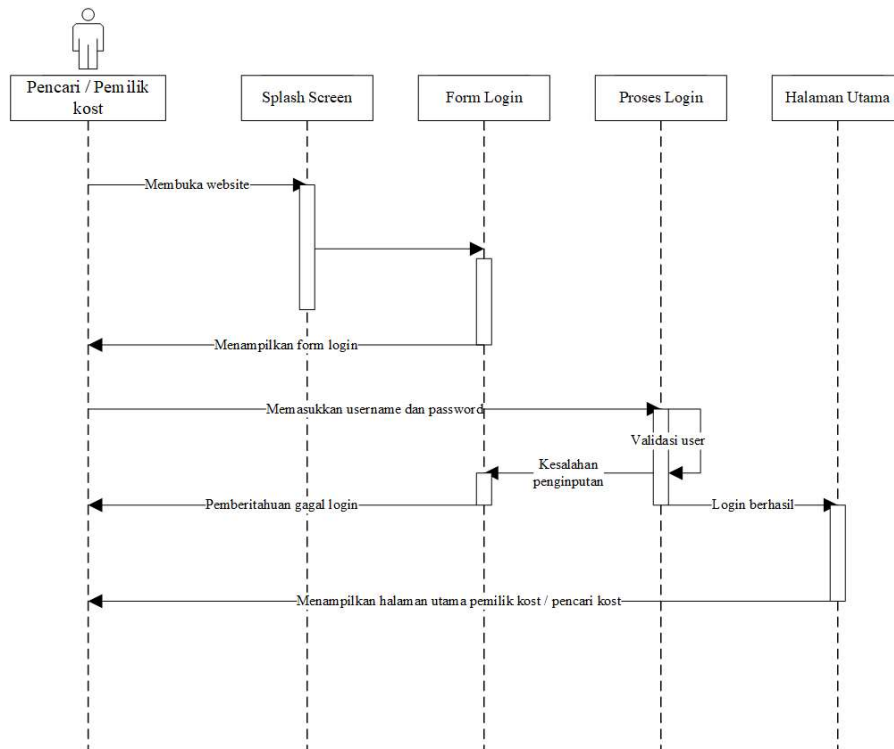 Pencari / Pemilik
kost
Splash Screen
Form Login
Proses Login
Halaman Utama
Membuka website
Menampilkan form login
Memasukkan username dan password
Validasi user
Kesalahan
penginputan
Pemberitahuan gagal login
Login berhasil
Menampilkan halaman utama pemilik kost / pencari kost